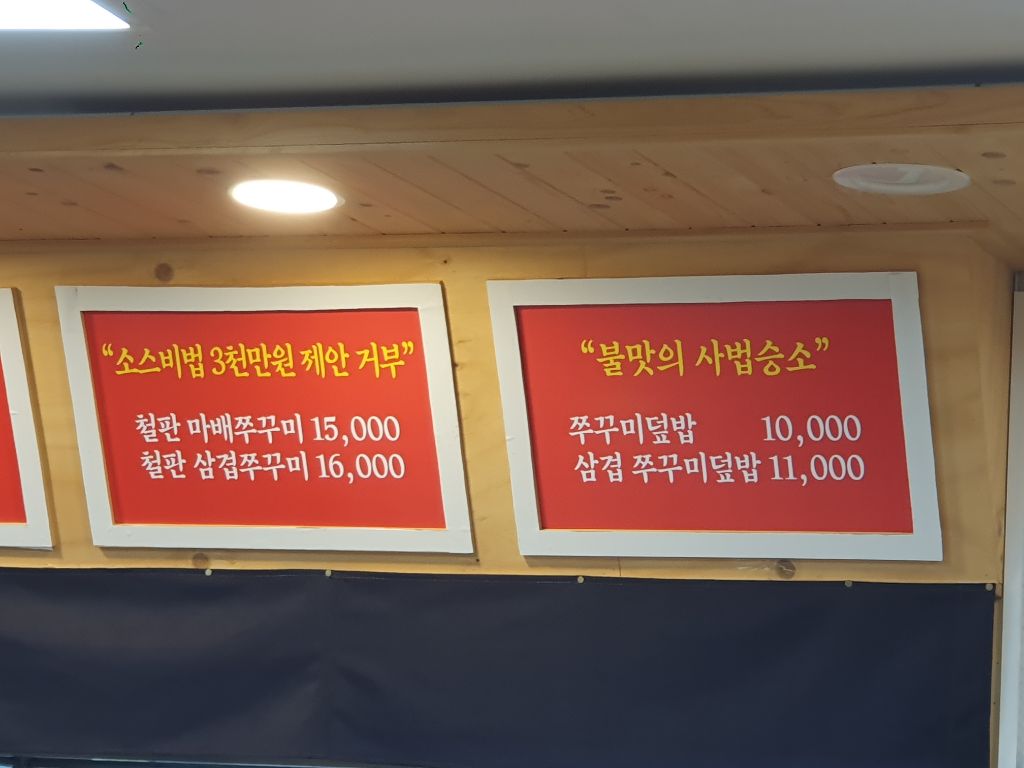 “소스비법 3천만원 제안 거부”
철판 마배쭈꾸미 15,000
철판 삼겹쭈꾸미 16,000
“불맛의 사법승소”
쭈꾸미덮밥 10,000
삼겹 쭈꾸미덮밥 11,000